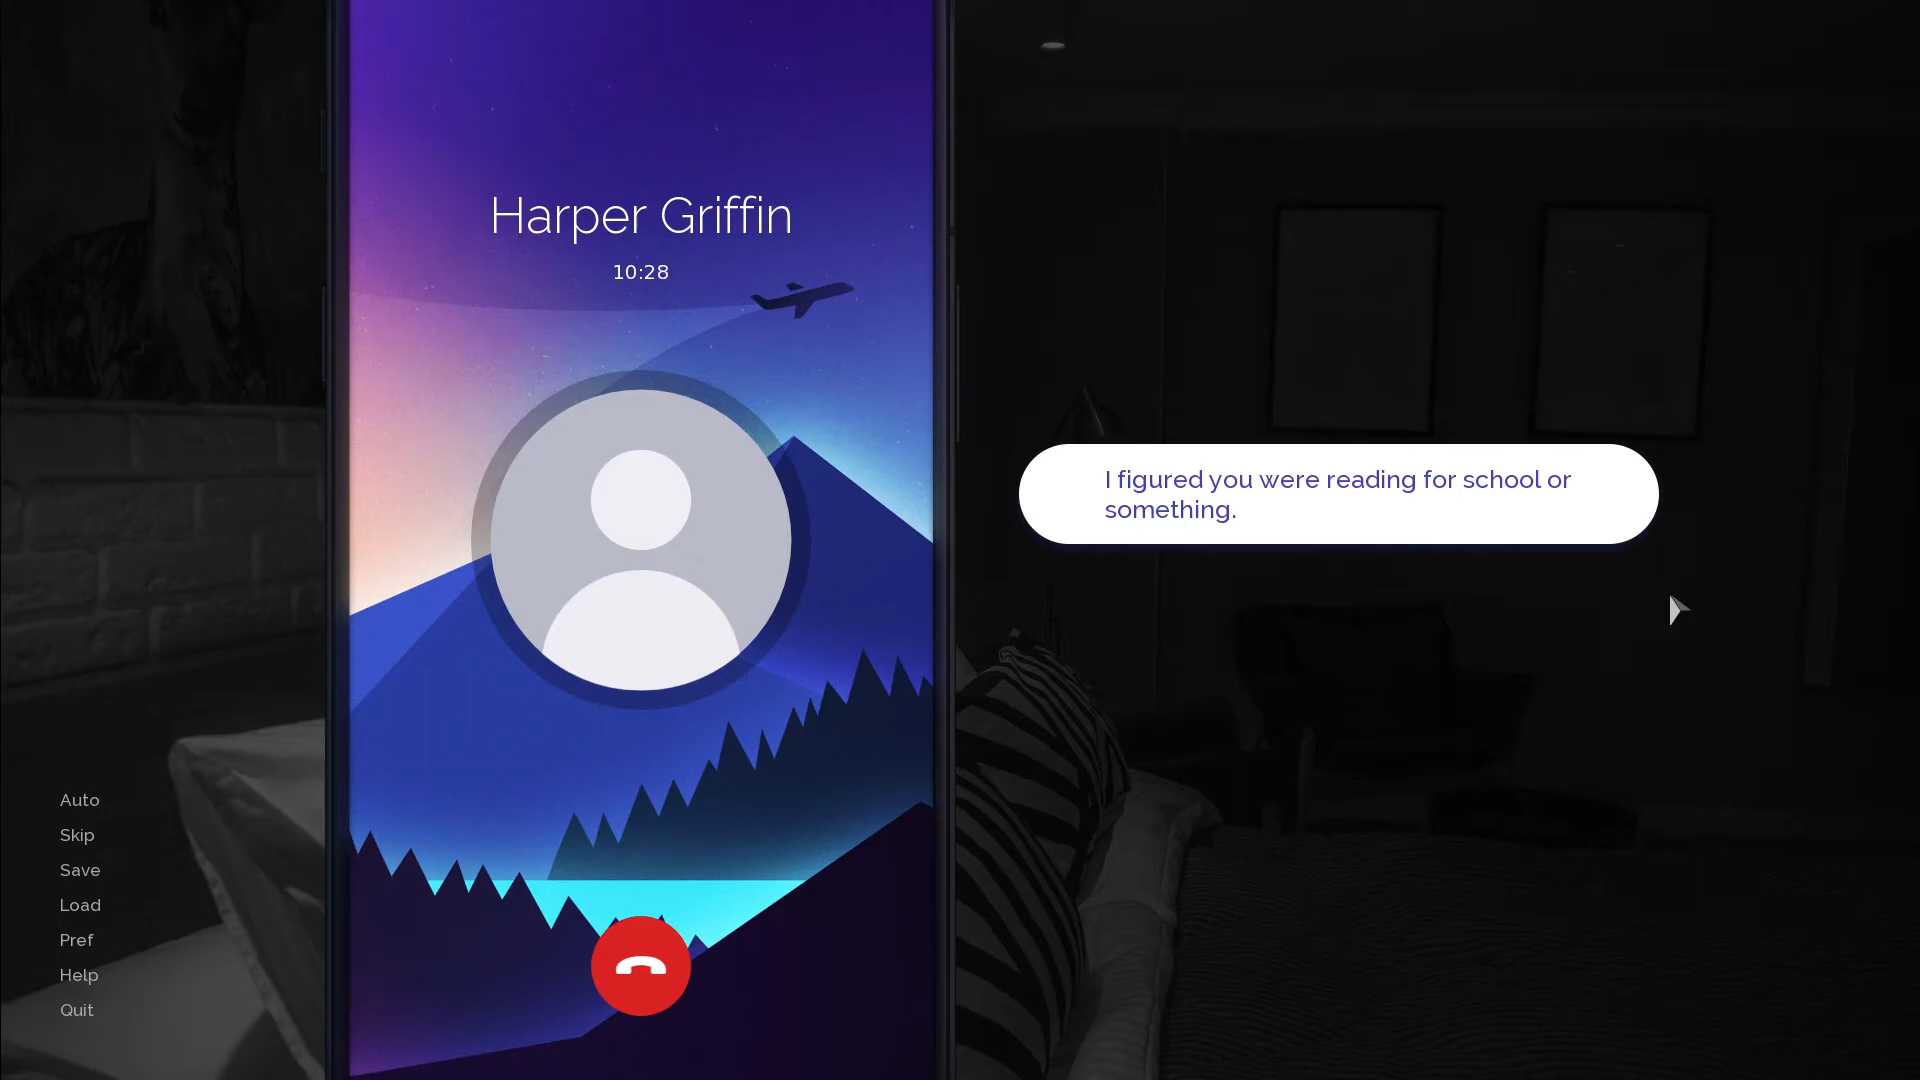 Harper Griffin
10:28
I figured you were reading for school or
something.
Auto
Skip
Save
Load
Pref
Help
Quit